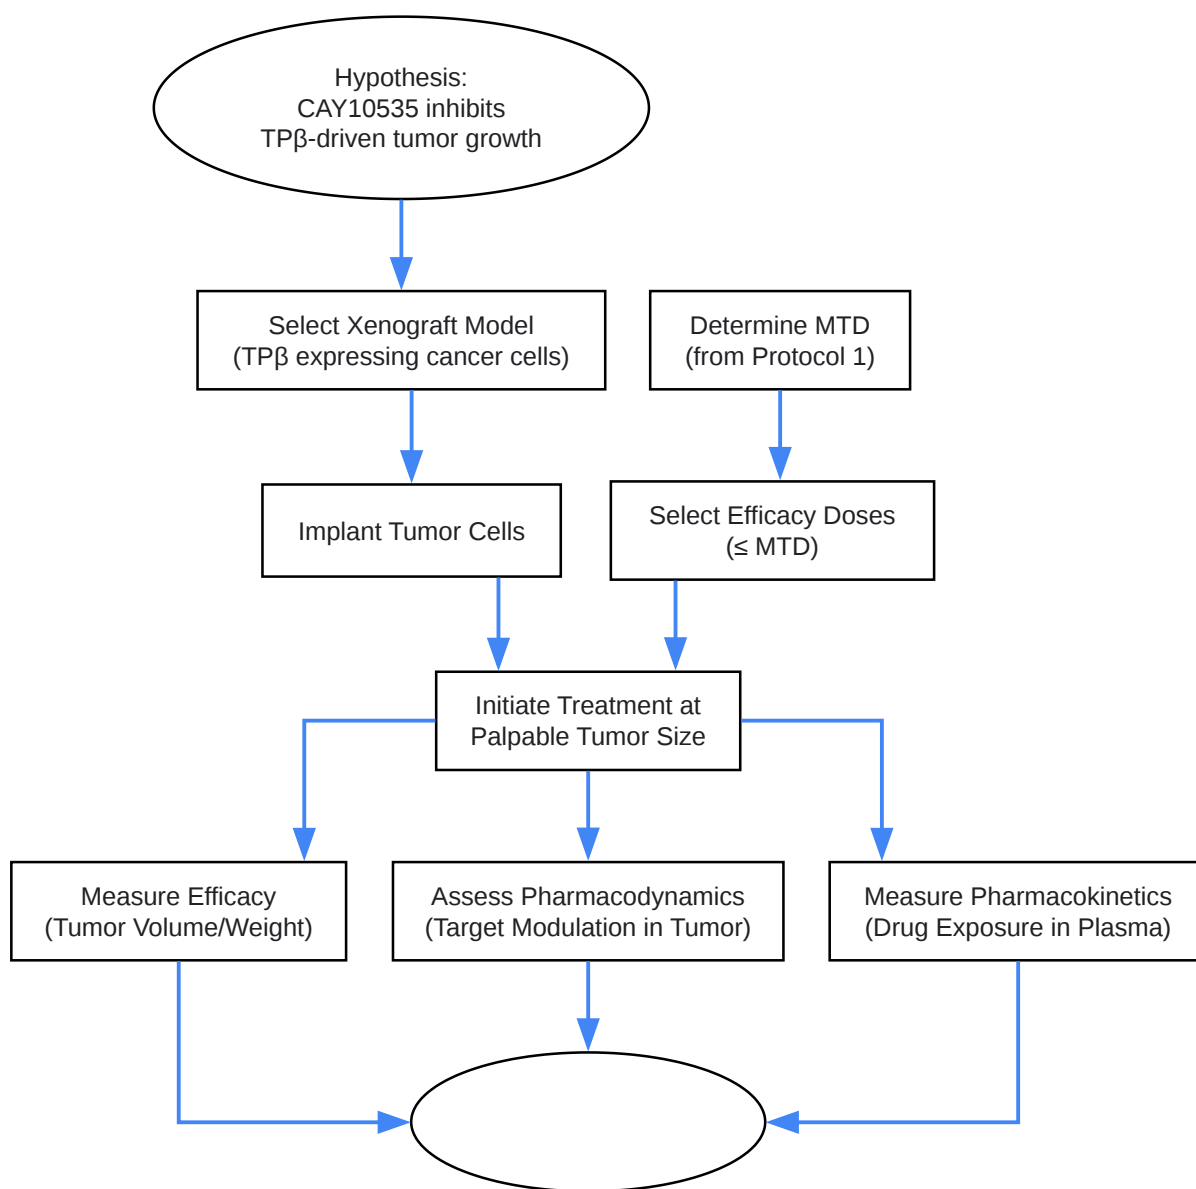 Hypothesis:
CAY10535 inhibits
TPβ-driven tumor growth
Select Xenograft Model
(TPβ expressing cancer cells)
Determine MTD
(from Protocol 1)
Implant Tumor Cells
Select Efficacy Doses
(≤ MTD)
Initiate Treatment at
Palpable Tumor Size
Measure Efficacy
(Tumor Volume/Weight)
Assess Pharmacodynamics
(Target Modulation in Tumor)
Measure Pharmacokinetics
(Drug Exposure in Plasma)